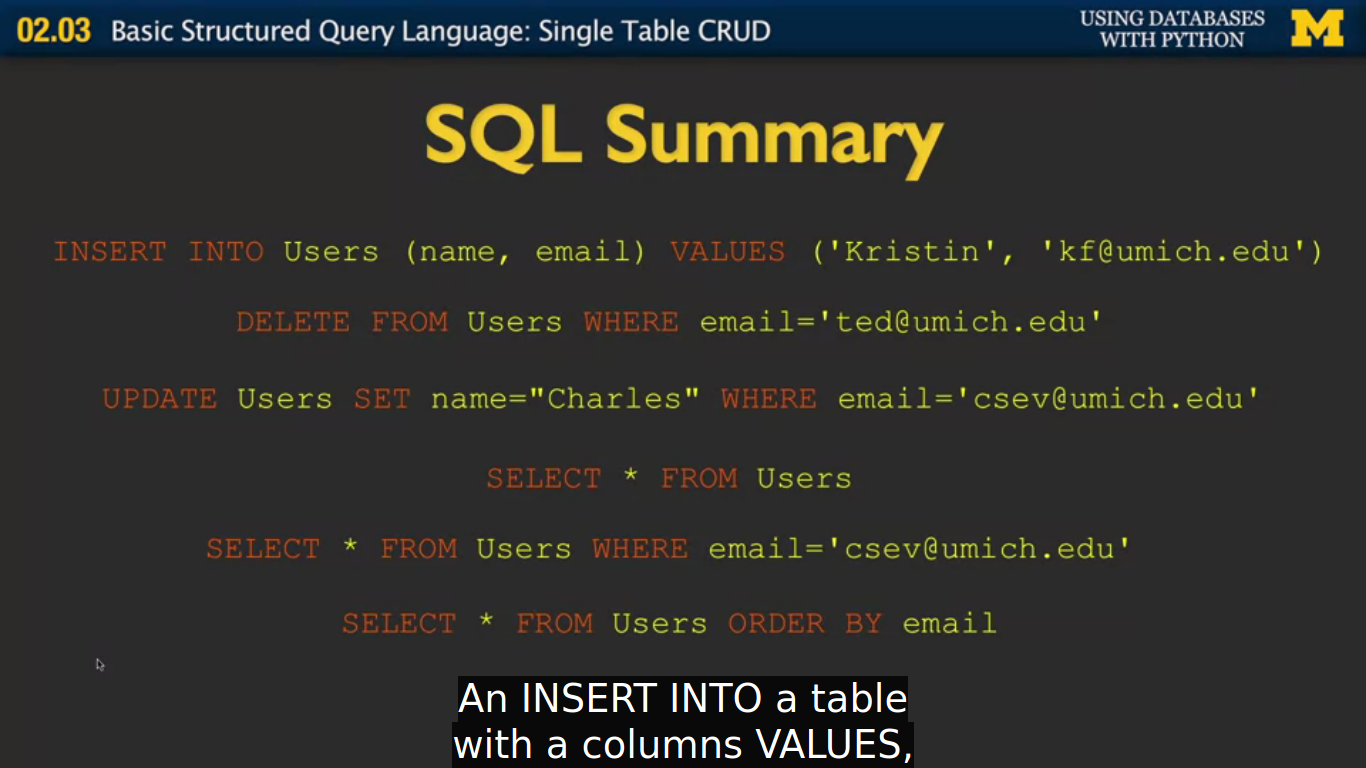 02.03 Basic Structured Query Language: Single Table CRUD
USING DATABASES
WITH PYTHON
M
SQL Summary
INSERT INTO Users (name, email) VALUES ('Kristin', 'kf@umich.edu')
DELETE FROM Users WHERE email='ted@umich.edu'
UPDATE Users SET name="Charles" WHERE email='csev@umich.edu'
SELECT * FROM Users
SELECT * FROM Users WHERE email='csev@umich.edu'
SELECT * FROM Users ORDER BY email
An INSERT INTO a table
with a columns VALUES,